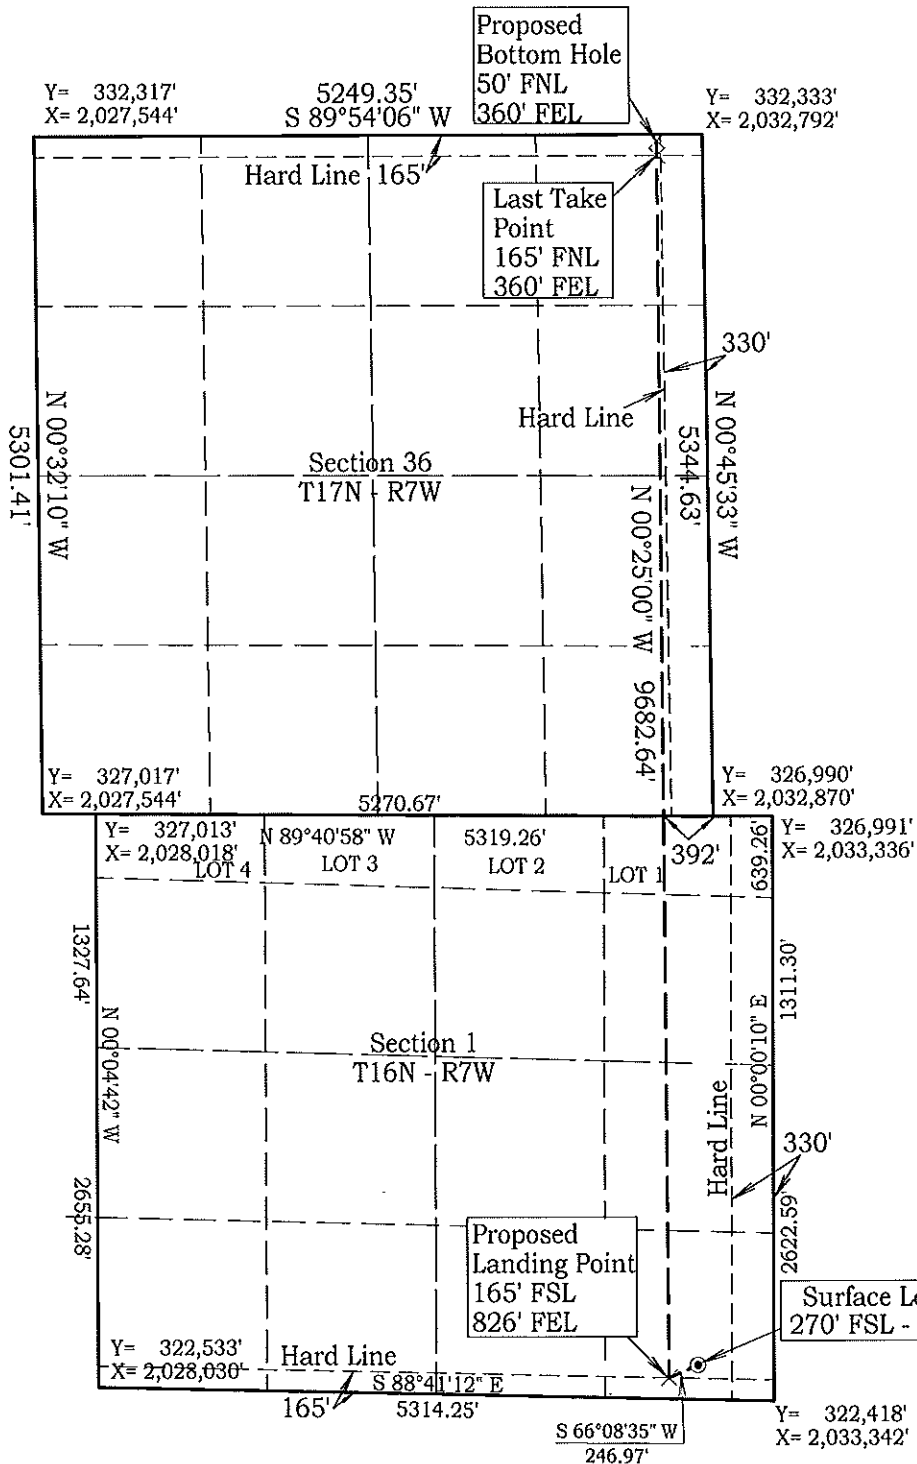 Proposed
Bottom Hole
50' FNL
360' FEL
Y= 332,317'
X= 2,027,544'
5249.35'
S 89°54'06" W
Y= 332,333'
X= 2,032,792'
Hard Line 165'
Last Take
Point
165' FNL
360' FEL
330'
Hard Line
N 00°32'10" W
5301.41'
Section 36
T17N - R7W
N 00°45'33" W
5344.63'
N 00°25'00" W 9682.64'
Y= 327,017'
X= 2,027,544'
5270.67'
Y= 326,990'
X= 2,032,870'
Y= 327,013'
X= 2,028,018'
N 89°40'58" W
5319.26'
392'
639.26'
Y= 326,991'
X= 2,033,336'
LOT 4
LOT 3
LOT 2
LOT 1
1327.64'
N 00°04'42" W
2655.28'
Section 1
T16N - R7W
1311.30'
N 00°00'10" E
Hard Line
330'
2622.59'
Proposed
Landing Point
165' FSL
826' FEL
Surface
270' FSL -
Y= 322,533'
X= 2,028,030'
Hard Line
S 88°41'12" E
165'
5314.25'
S 66°08'35" W
246.97'
Y= 322,418'
X= 2,033,342'